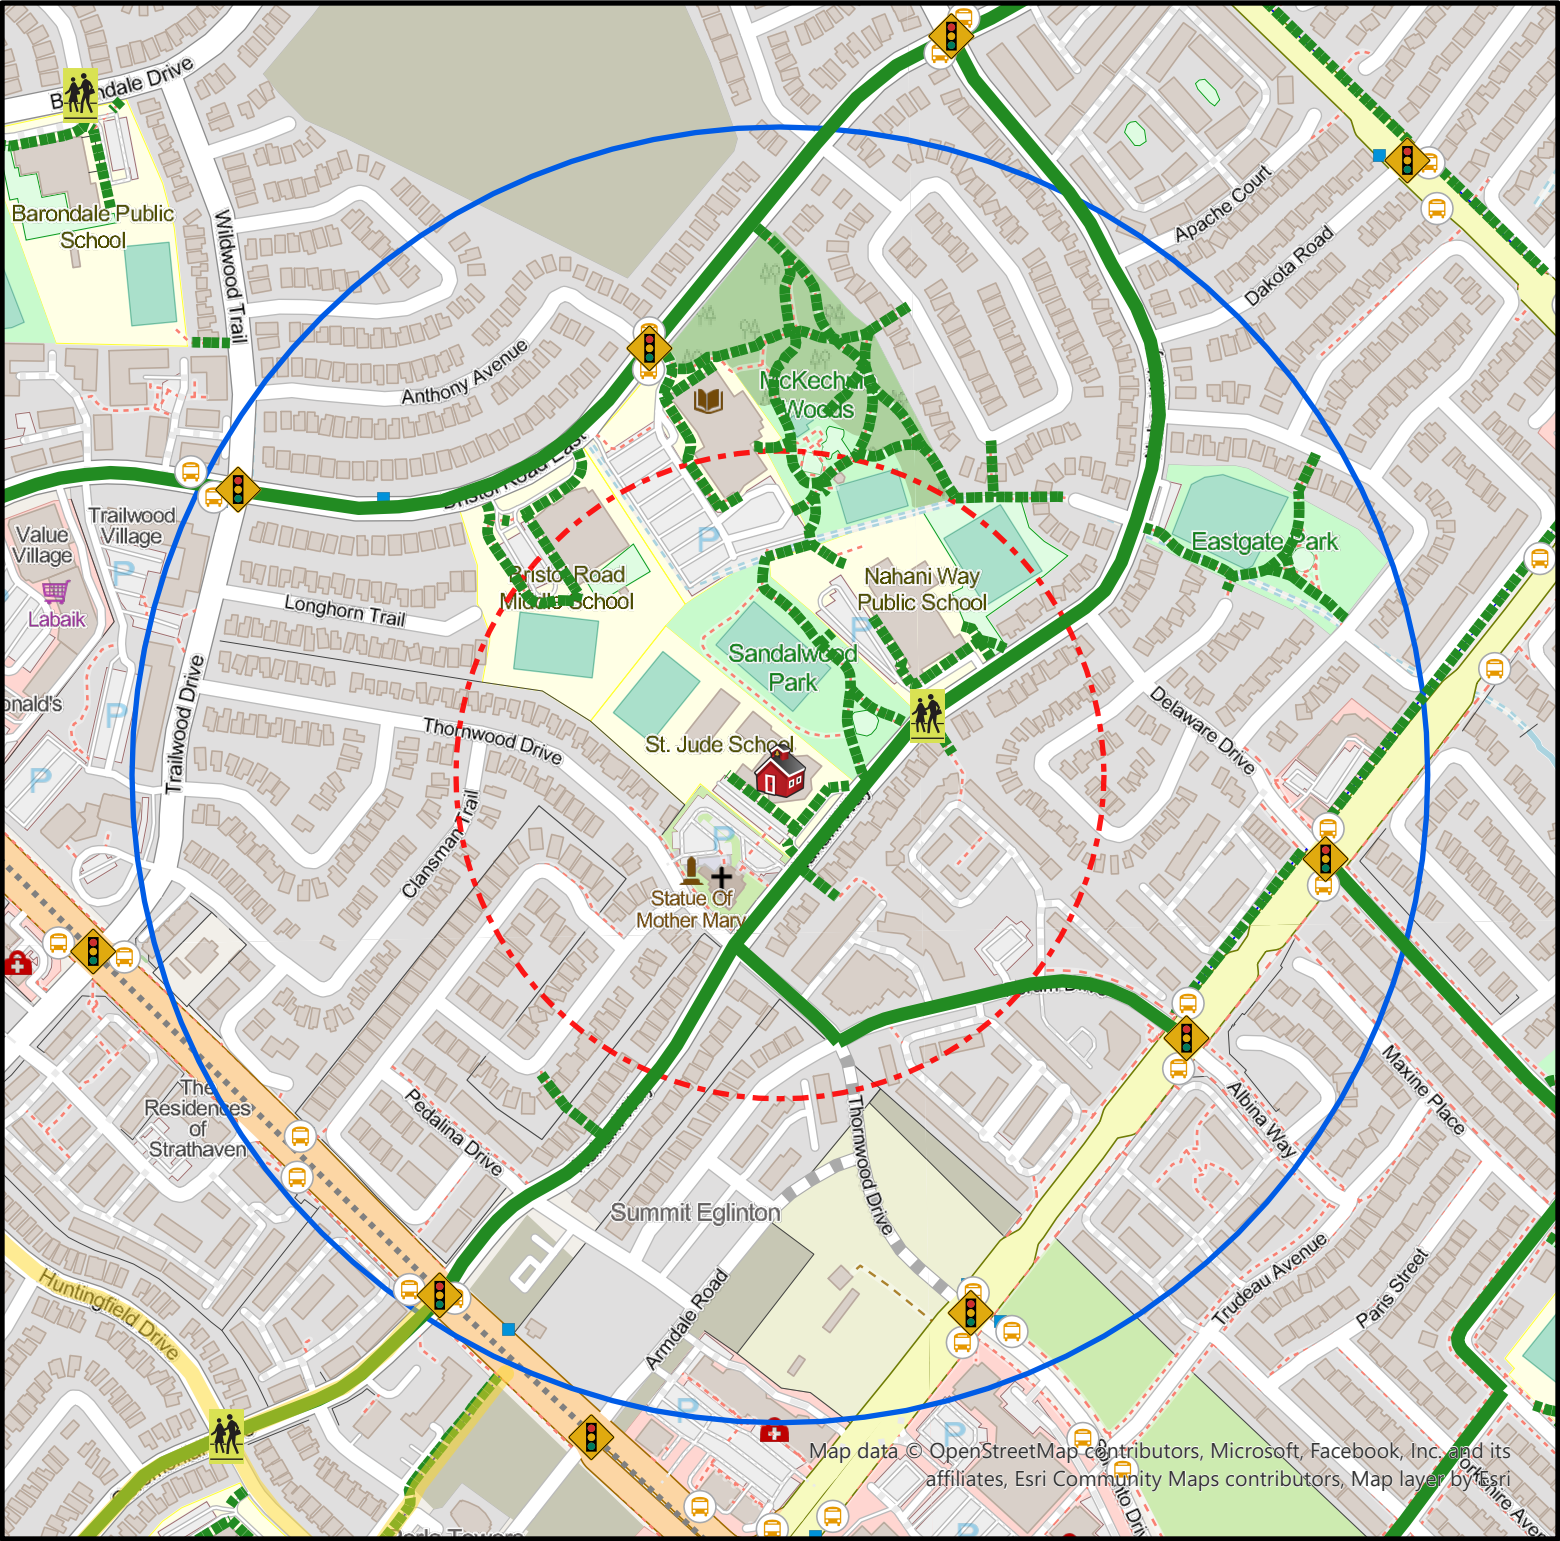 Barondale Drive
Barondale Public
School
Wildwood Trail
Apache Court
Dakota Road
Anthony Avenue
McKechnie
Woods
Bristol Road East
Value
Village
Trailwood
Village
P
Labaik
Longhorn Trail
Bristol Road
Middle School
P
Nahani Way
Public School
P
Eastgate Park
Sandalwood
Park
Trailwood Drive
onald's
P
P
Thornwood Drive
St. Jude School
Delaware Drive
Clansman Trail
P
Statue Of
Mother Mary
The
Residences
of
Strathaven
Pedalina Drive
Thornwood Drive
Albina Way
Maxine Place
Summit Eglinton
Huntingfield Drive
Armdale Road
Trudeau Avenue
Paris Street
P
P
P
Map data © OpenStreetMap contributors, Microsoft, Facebook, Inc. and its
affiliates, Esri Community Maps contributors, Map layer by Esri